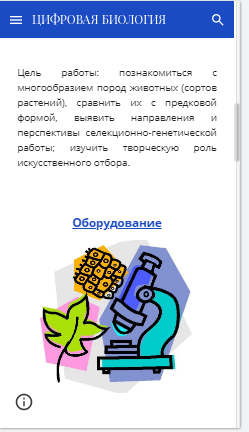 ЦИФРОВАЯ БИОЛОГИЯ
Цель работы: познакомиться с
многообразием пород животных (сортов
растений), сравнить их с предковой
формой, выявить направления и
перспективы селекционно-генетической
работы; изучить творческую роль
искусственного отбора.
Оборудование